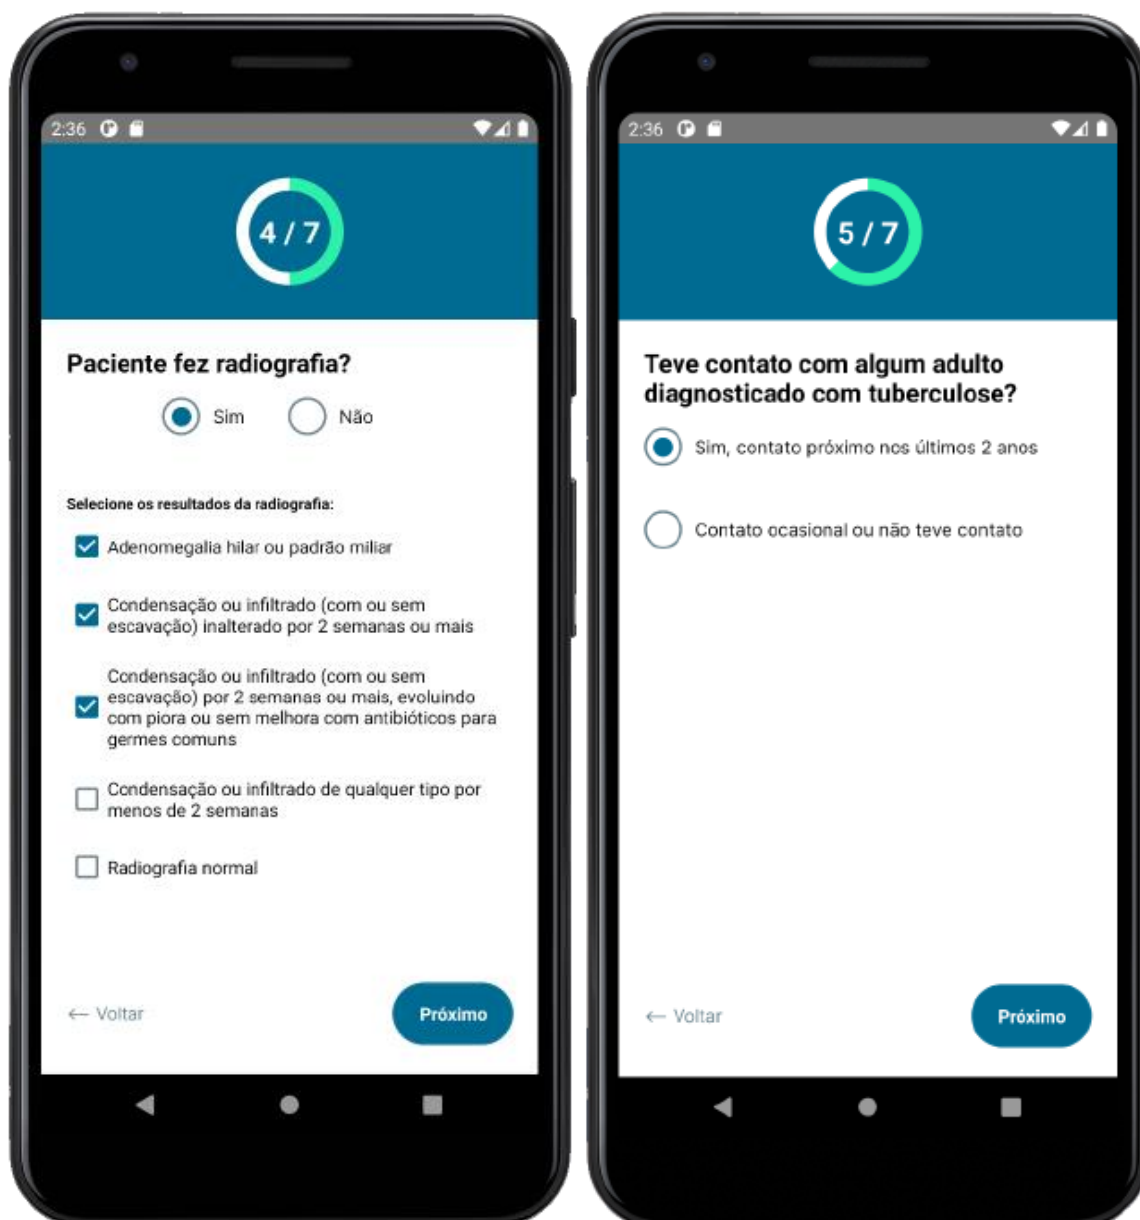 2:36
4 / 7
Paciente fez radiografia?
Sim
Não
Selecione os resultados da radiografia:
Adenomegalia hilar ou padrão miliar
Condensação ou infiltrado (com ou sem
escavação) inalterado por 2 semanas ou mais
Condensação ou infiltrado (com ou sem
escavação) por 2 semanas ou mais, evoluindo
com piora ou sem melhora com antibióticos para
germes comuns
Condensação ou infiltrado de qualquer tipo por
menos de 2 semanas
Radiografia normal
← Voltar
Próximo
2:36
5 / 7
Teve contato com algum adulto
diagnosticado com tuberculose?
Sim, contato próximo nos últimos 2 anos
Contato ocasional ou não teve contato
← Voltar
Próximo